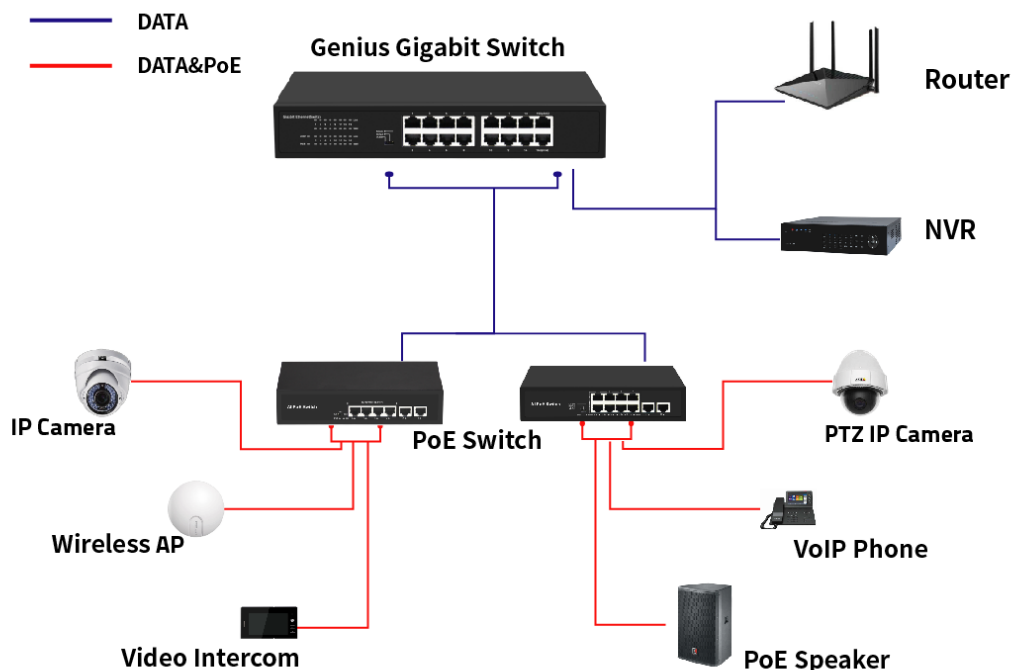 DATA
DATA&PoE
Genius Gigabit Switch
Router
NVR
IP Camera
PoE Switch
PTZ IP Camera
Wireless AP
VoIP Phone
Video Intercom
PoE Speaker